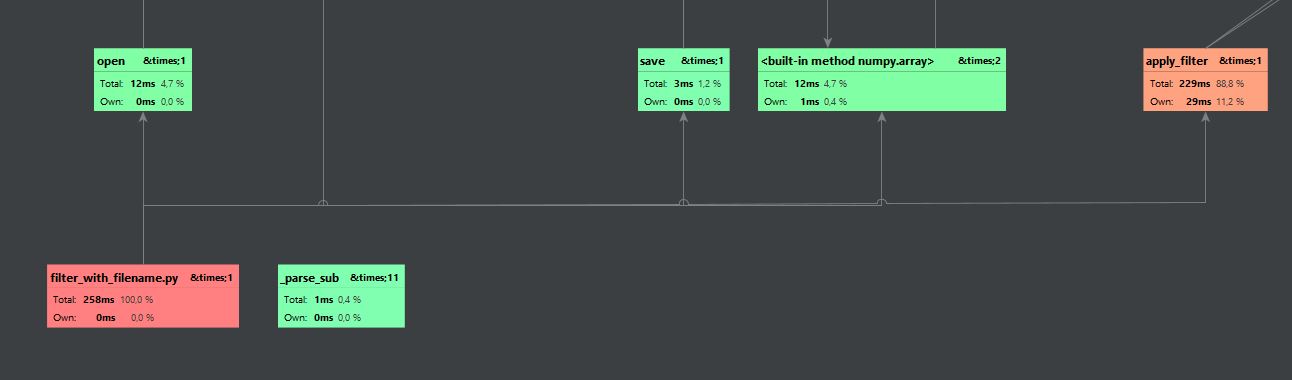 open &times;1
Total: 12ms 4,7 %
Own: 0ms 0,0 %
save &times;1
Total: 3ms 1,2 %
Own: 0ms 0,0 %
<built-in method numpy.array> &times;2
Total: 12ms 4,7 %
Own: 1ms 0,4 %
apply_filter &times;1
Total: 229ms 88,8 %
Own: 29ms 11,2 %
filter_with_filename.py &times;1
Total: 258ms 100,0 %
Own: 0ms 0,0 %
_parse_sub &times;11
Total: 1ms 0,4 %
Own: 0ms 0,0 %